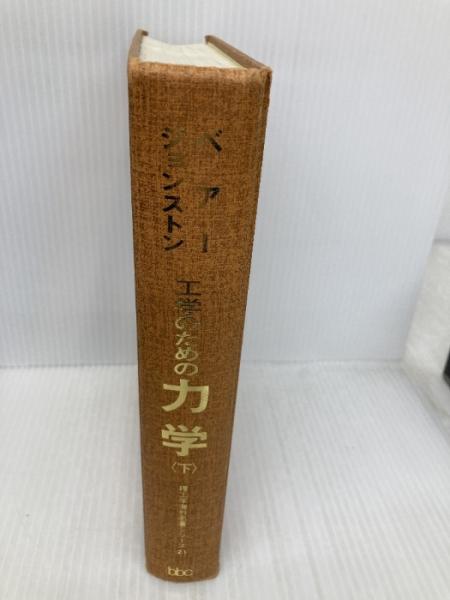 ベアー
ジョンストン
工学のための
力学
〈下〉
bbc